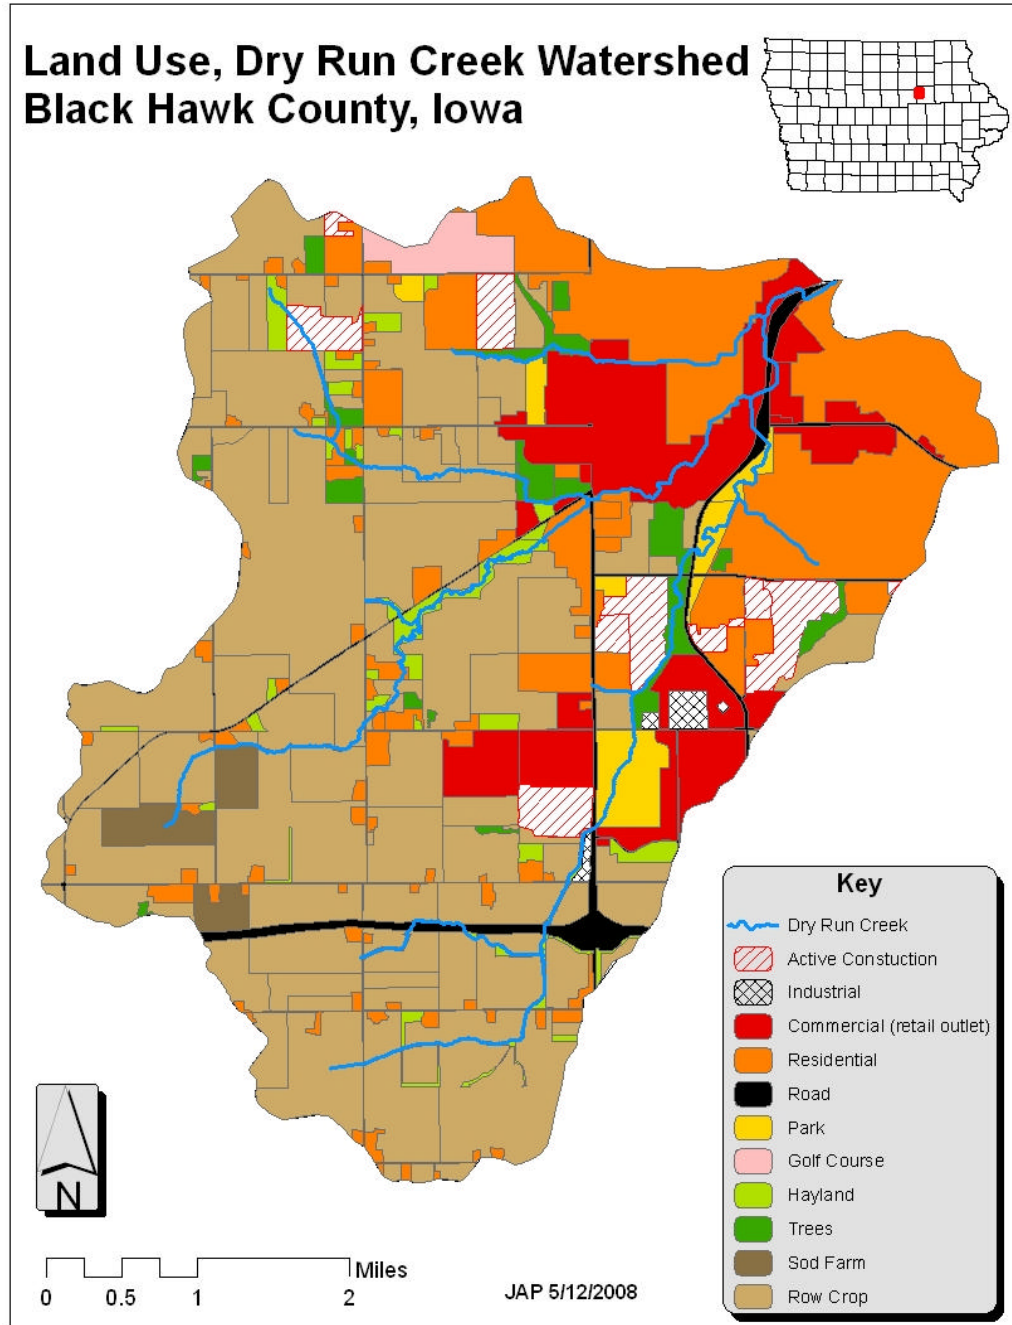 Land Use, Dry Run Creek Watershed
Black Hawk County, Iowa
Key
Dry Run Creek
Active Constuction
Industrial
Commercial (retail outlet)
Residential
Road
Park
Golf Course
Hayland
Trees
Sod Farm
Row Crop
N
Miles
0 0.5 1 2
JAP 5/12/2008